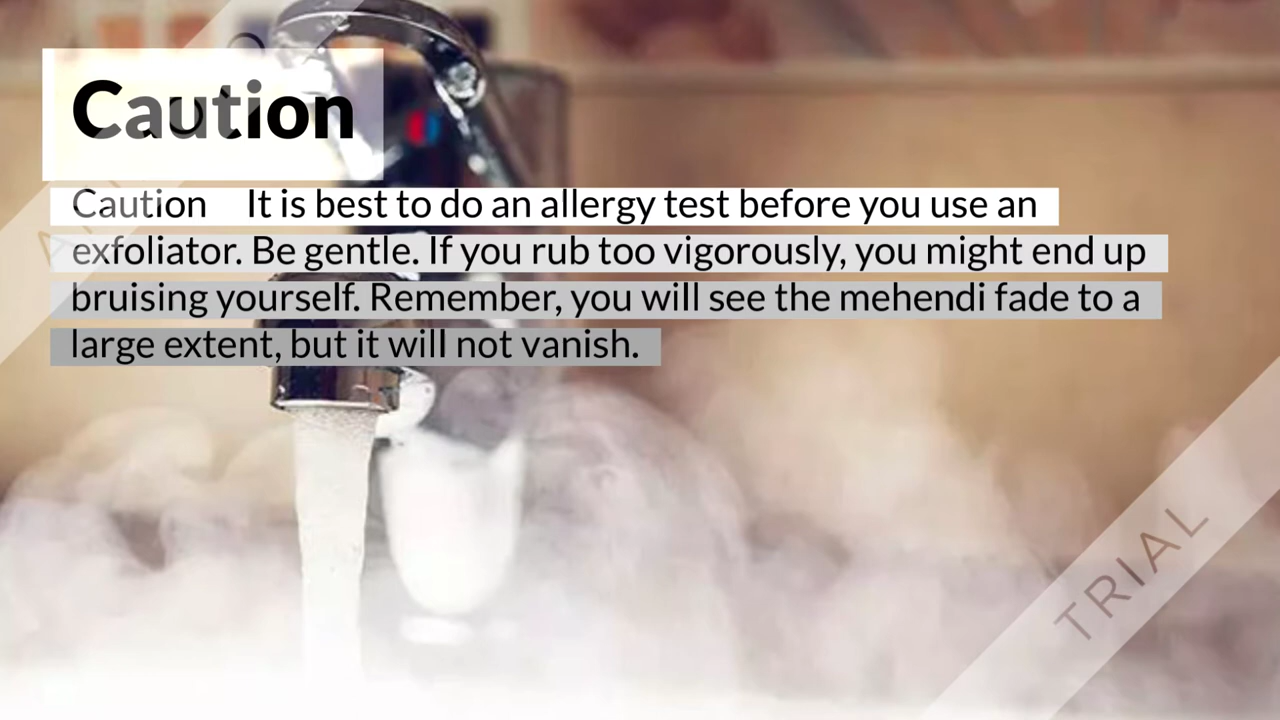 Caution
Caution It is best to do an allergy test before you use an
exfoliator. Be gentle. If you rub too vigorously, you might end up
bruising yourself. Remember, you will see the mehendi fade to a
large extent, but it will not vanish.
TRIAL